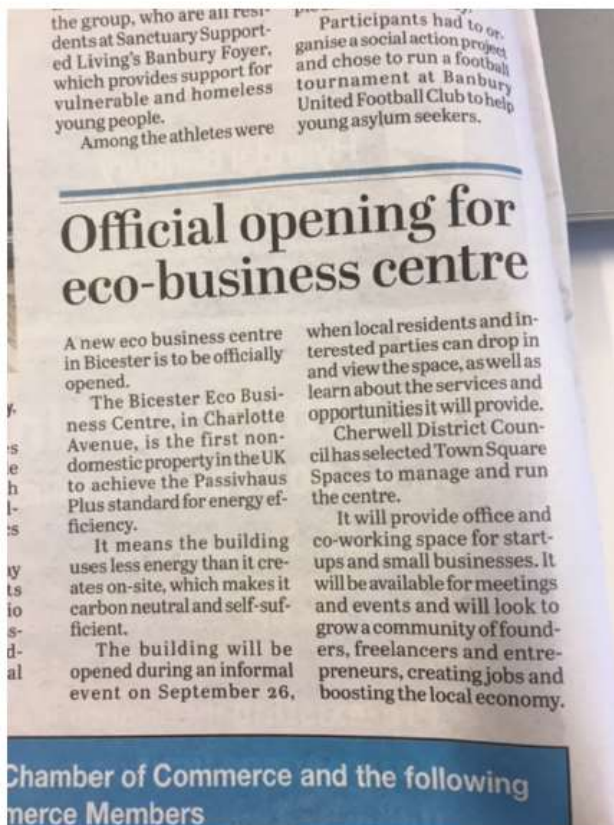 the group, who are all resi-
dents at Sanctuary Support-
ed Living's Banbury Foyer,
which provides support for
vulnerable and homeless
young people.
Among the athletes were
Participants had to or-
ganise a social action project
and chose to run a football
tournament at Banbury
United Football Club to help
young asylum seekers.
Official opening for
eco-business centre
A new eco business centre
in Bicester is to be officially
opened.
The Bicester Eco Busi-
ness Centre, in Charlotte
Avenue, is the first non-
domestic property in the UK
to achieve the Passivhaus
Plus standard for energy ef-
ficiency.
It means the building
uses less energy than it cre-
ates on-site, which makes it
carbon neutral and self-suf-
ficient.
The building will be
opened during an informal
event on September 26,
when local residents and in-
terested parties can drop in
and view the space, as well as
learn about the services and
opportunities it will provide.
Cherwell District Coun-
cil has selected Town Square
Spaces to manage and run
the centre.
It will provide office and
co-working space for start-
ups and small businesses. It
will be available for meetings
and events and will look to
grow a community of found-
ers, freelancers and entre-
preneurs, creating jobs and
boosting the local economy.
Chamber of Commerce and the following
merce Members